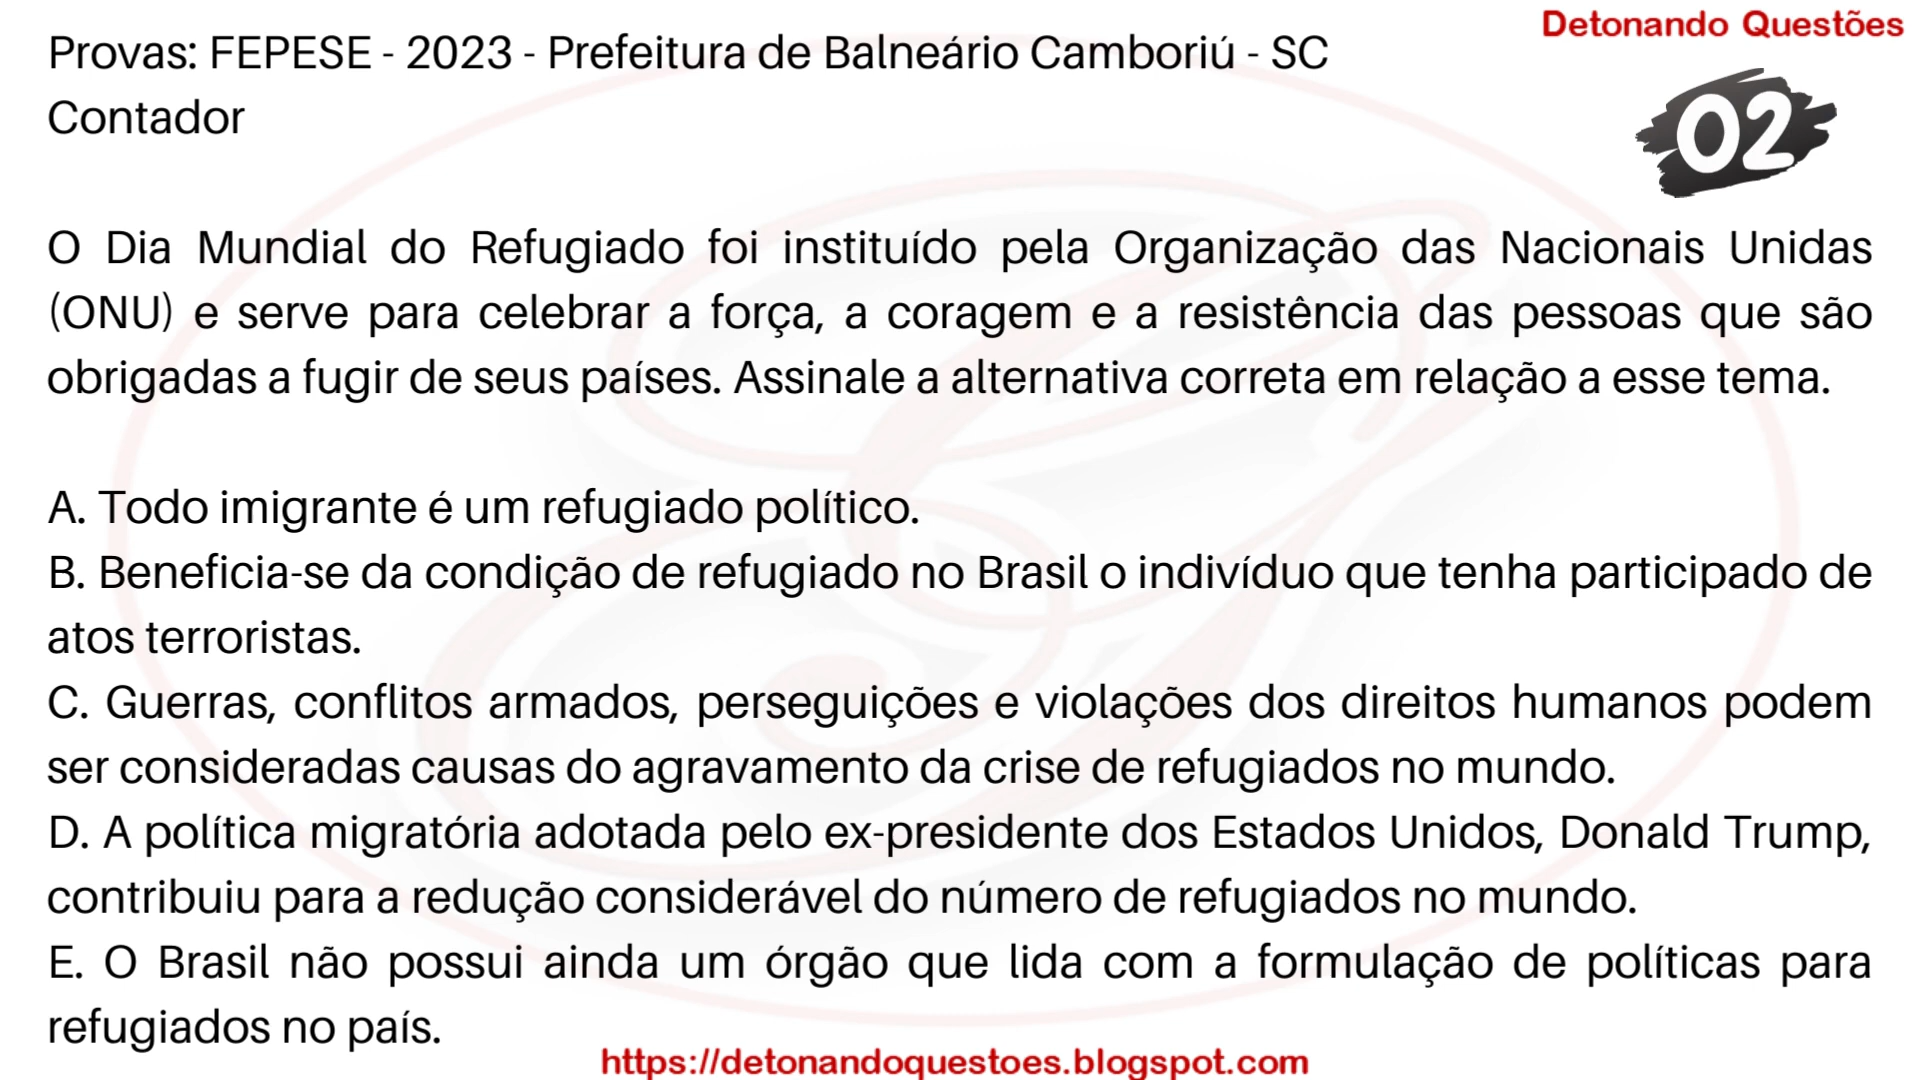 Detonando Questões
Provas: FEPESE - 2023 - Prefeitura de Balneário Camboriú - SC
Contador
02
O Dia Mundial do Refugiado foi instituído pela Organização das Nacionais Unidas
(ONU) e serve para celebrar a força, a coragem e a resistência das pessoas que são
obrigadas a fugir de seus países. Assinale a alternativa correta em relação a esse tema.
A. Todo imigrante é um refugiado político.
B. Beneficia-se da condição de refugiado no Brasil o indivíduo que tenha participado de
atos terroristas.
C. Guerras, conflitos armados, perseguições e violações dos direitos humanos podem
ser consideradas causas do agravamento da crise de refugiados no mundo.
D. A política migratória adotada pelo ex-presidente dos Estados Unidos, Donald Trump,
contribuiu para a redução considerável do número de refugiados no mundo.
E. O Brasil não possui ainda um órgão que lida com a formulação de políticas para
refugiados no país.
https://detonandoquestoes.blogspot.com